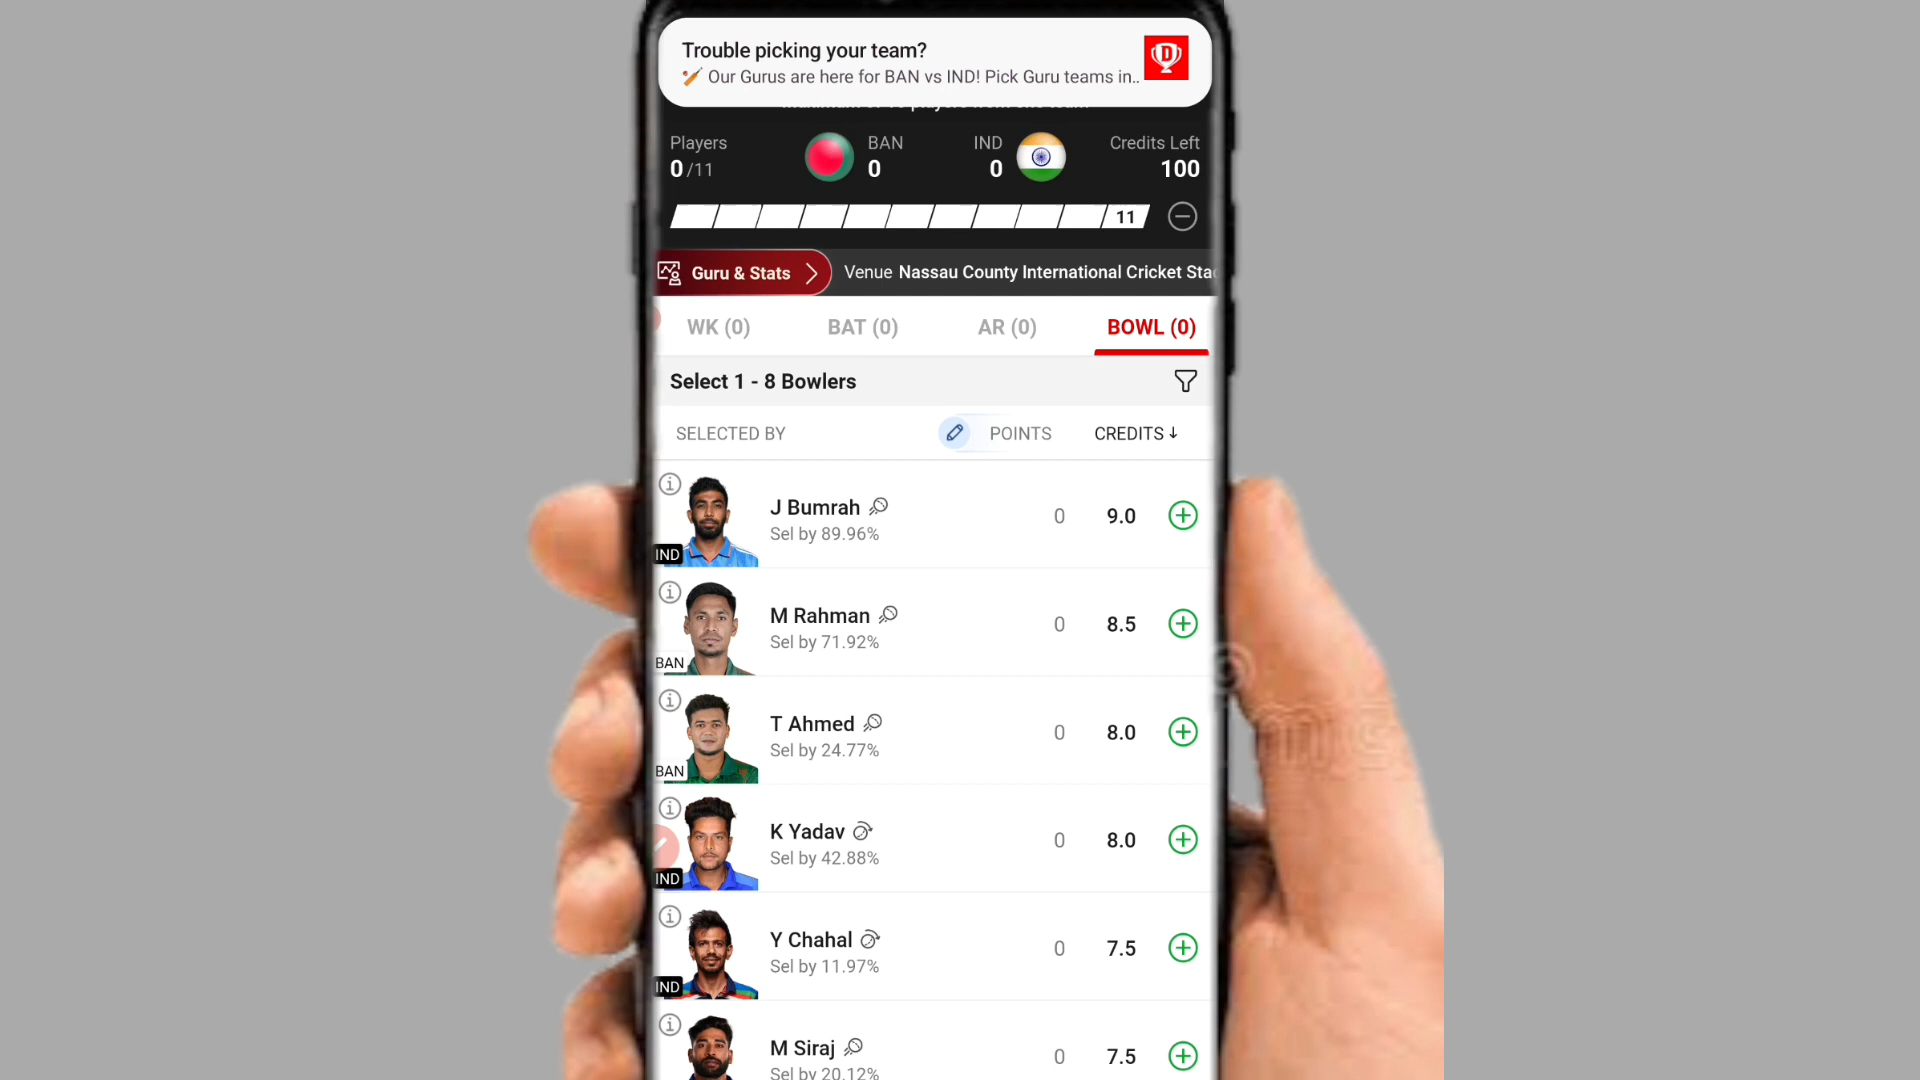 Trouble picking your team?
🏏 Our Gurus are here for BAN vs IND! Pick Guru teams in..
D
Players
0 /11
BAN
0
IND
0
Credits Left
100
11
Guru & Stats
Venue Nassau County International Cricket Sta
WK (0)
BAT (0)
AR (0)
BOWL (0)
Select 1 - 8 Bowlers
SELECTED BY
POINTS
CREDITS ↓
J Bumrah
Sel by 89.96%
IND
0
9.0
M Rahman
Sel by 71.92%
BAN
0
8.5
T Ahmed
Sel by 24.77%
BAN
0
8.0
K Yadav
Sel by 42.88%
IND
0
8.0
Y Chahal
Sel by 11.97%
IND
0
7.5
M Siraj
Sel by 20.12%
0
7.5